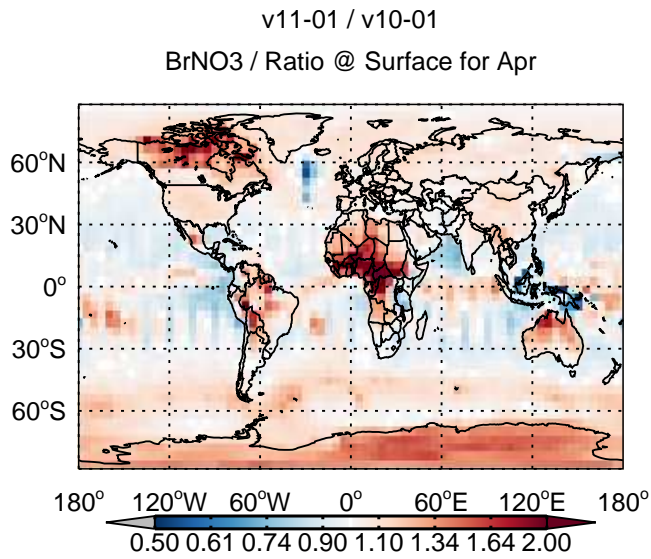 v11-01 / v10-01
BrNO3 / Ratio @ Surface for Apr
60°N
30°N
0°
30°S
60°S
180° 120°W 60°W 0° 60°E 120°E 180°
0.50 0.61 0.74 0.90 1.10 1.34 1.64 2.00